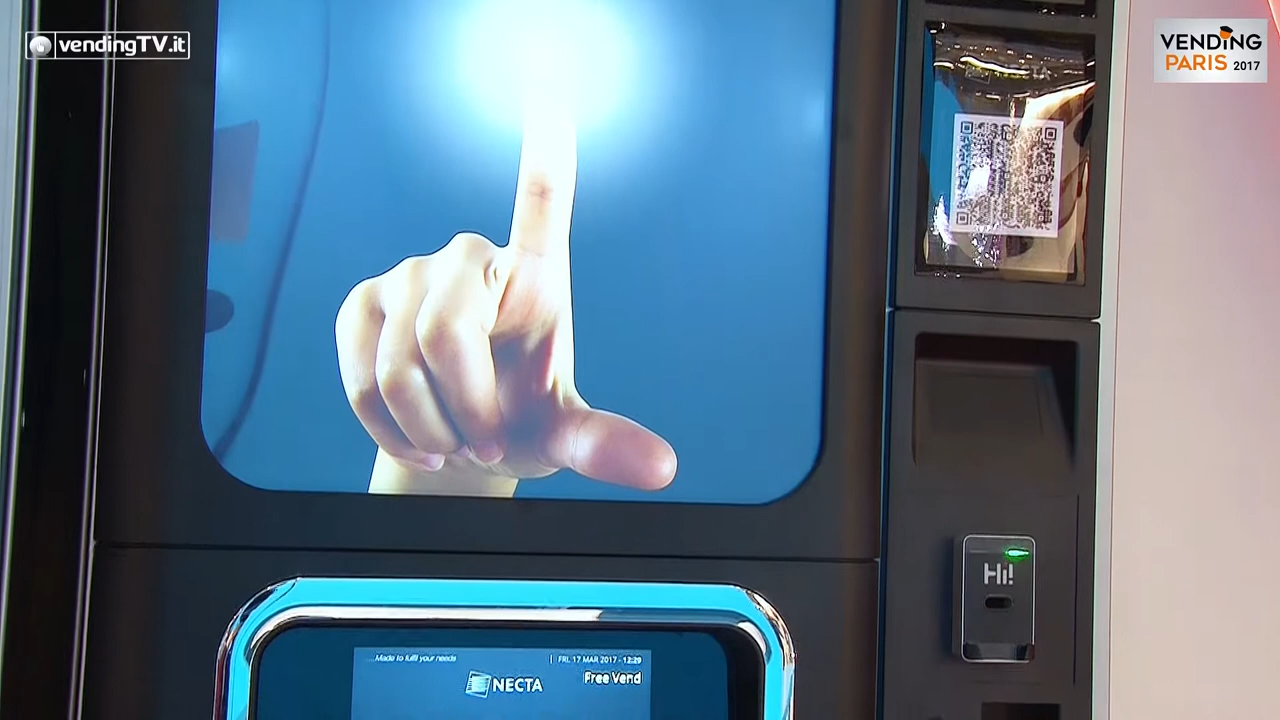 vendingTV.it
VENDING
PARIS 2017
Hi!
...Made to fulfil your needs
FRI, 17 MAR 2017 - 12:29
NECTA
Free Vend